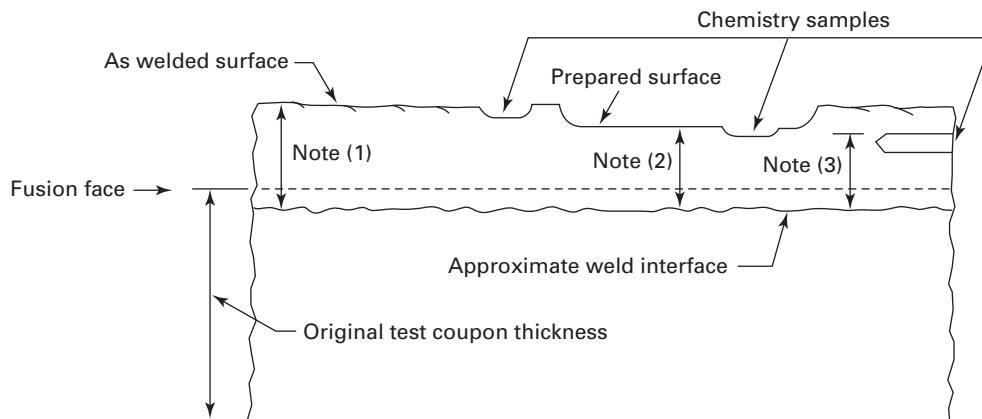 Chemistry samples
As welded surface
Prepared surface
Note (1)
Note (2)
Note (3)
Fusion face
Approximate weld interface
Original test coupon thickness